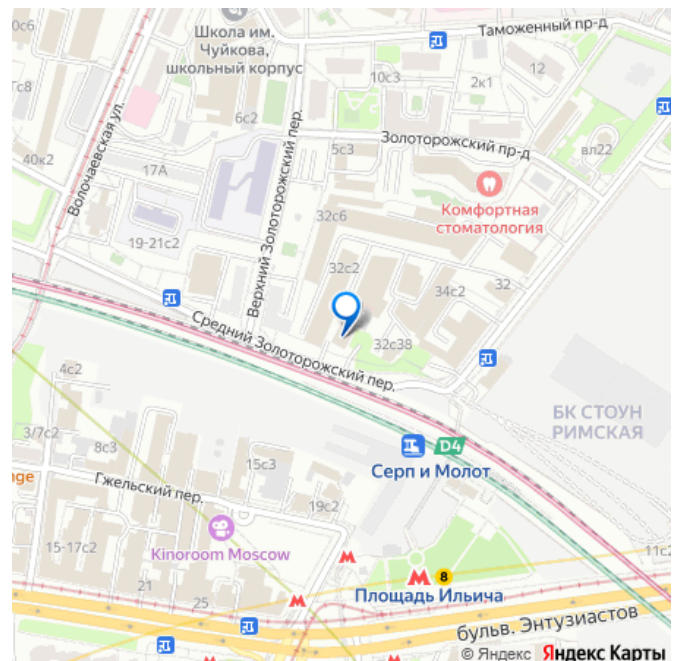 0с6
Школа им.
Чуйкова,
школьный корпус
Таможенный пр-д
10с3
2к1
12
7с8
6с2
Волочаевская ул.
Верхний Золоторожский пер.
5с3
Золоторожский пр-д
вл22
40к2
17А
32с6
Комфортная
стоматология
19-21с2
32с2
34с2
32
Средний Золоторожский пер.
32с38
4с2
БК СТОУН
РИМСКАЯ
3/7с2
8с3
D4
Серп и Молот
15с3
nge
Гжельский пер.
19с2
Kinoroom Moscow
15-17с2
11с2
21
8
Площадь Ильича
25
бульв. Энтузиастов
© Яндекс Яндекс Карты